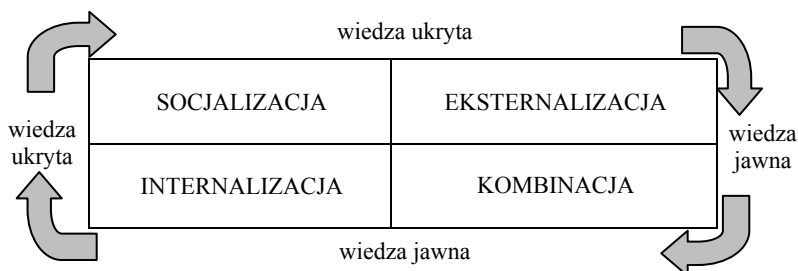 wiedza ukryta
SOCJALIZACJA
EKSTERNALIZACJA
wiedza
ukryta
wiedza
jawna
INTERNALIZACJA
KOMBINACJA
wiedza jawna